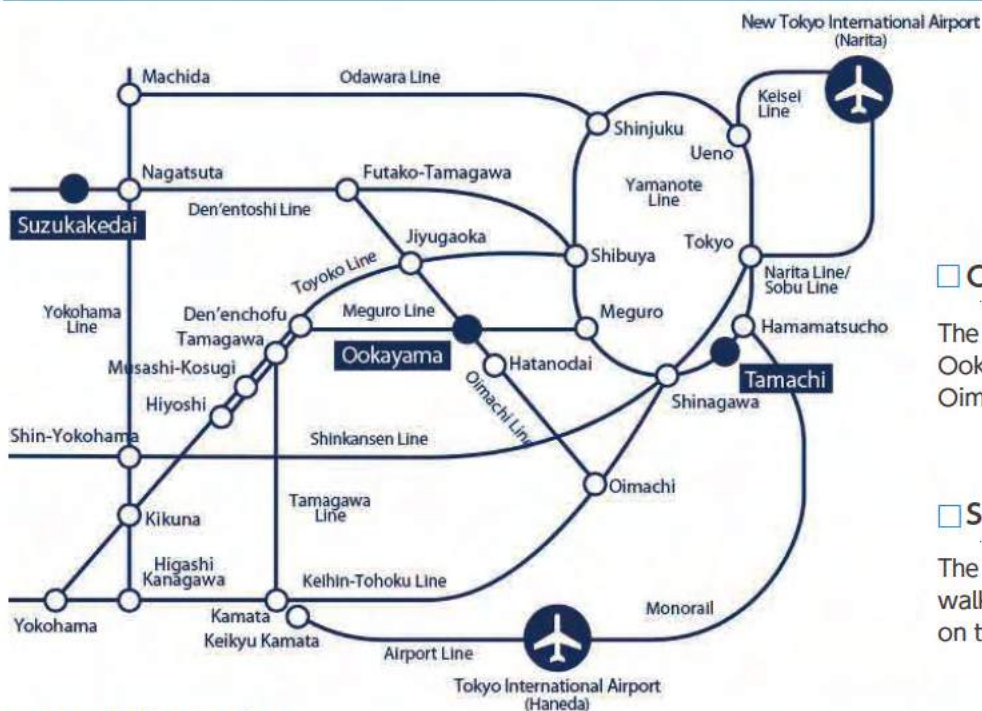 New Tokyo International Airport
(Narita)
Machida
Odawara Line
Keisei
Line
Shinjuku
Ueno
Nagatsuta
Futako-Tamagawa
Yamanote
Line
Suzukakedai
Den'entoshi Line
Jiyugaoka
Shibuya
Tokyo
Toyoko Line
Narita Line/
Sobu Line
Yokohama
Line
Den'enchofu
Meguro Line
Meguro
Hamamatsucho
Tamagawa
Ookayama
Musashi-Kosugi
Hatanodai
Tamachi
Hiyoshi
Oimachi Line
Shinagawa
Shin-Yokohama
Shinkansen Line
Oimachi
Tamagawa
Line
Kikuna
Higashi
Kanagawa
Keihin-Tohoku Line
Monorail
Yokohama
Kamata
Keikyu Kamata
Airport Line
Tokyo International Airport
(Haneda)
The
Ook
Oim
S
The
walk
on t